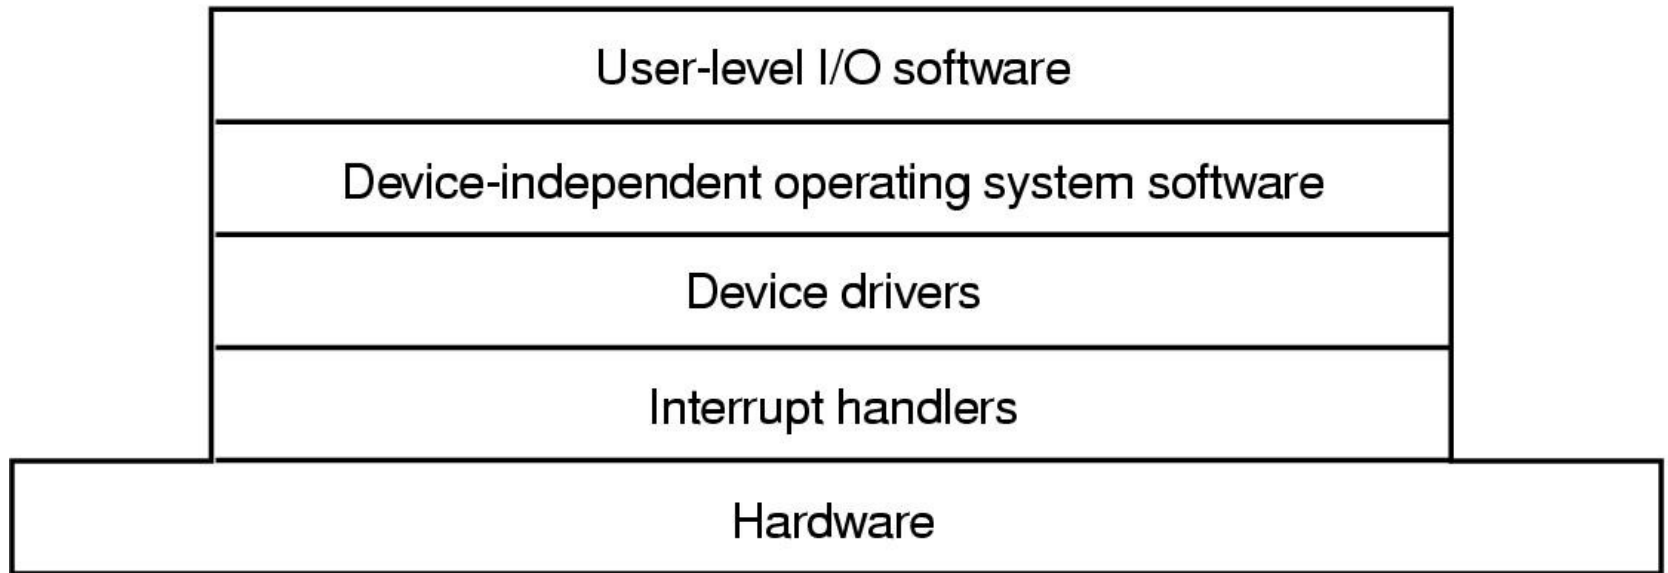 User-level I/O software
Device-independent operating system software
Device drivers
Interrupt handlers
Hardware